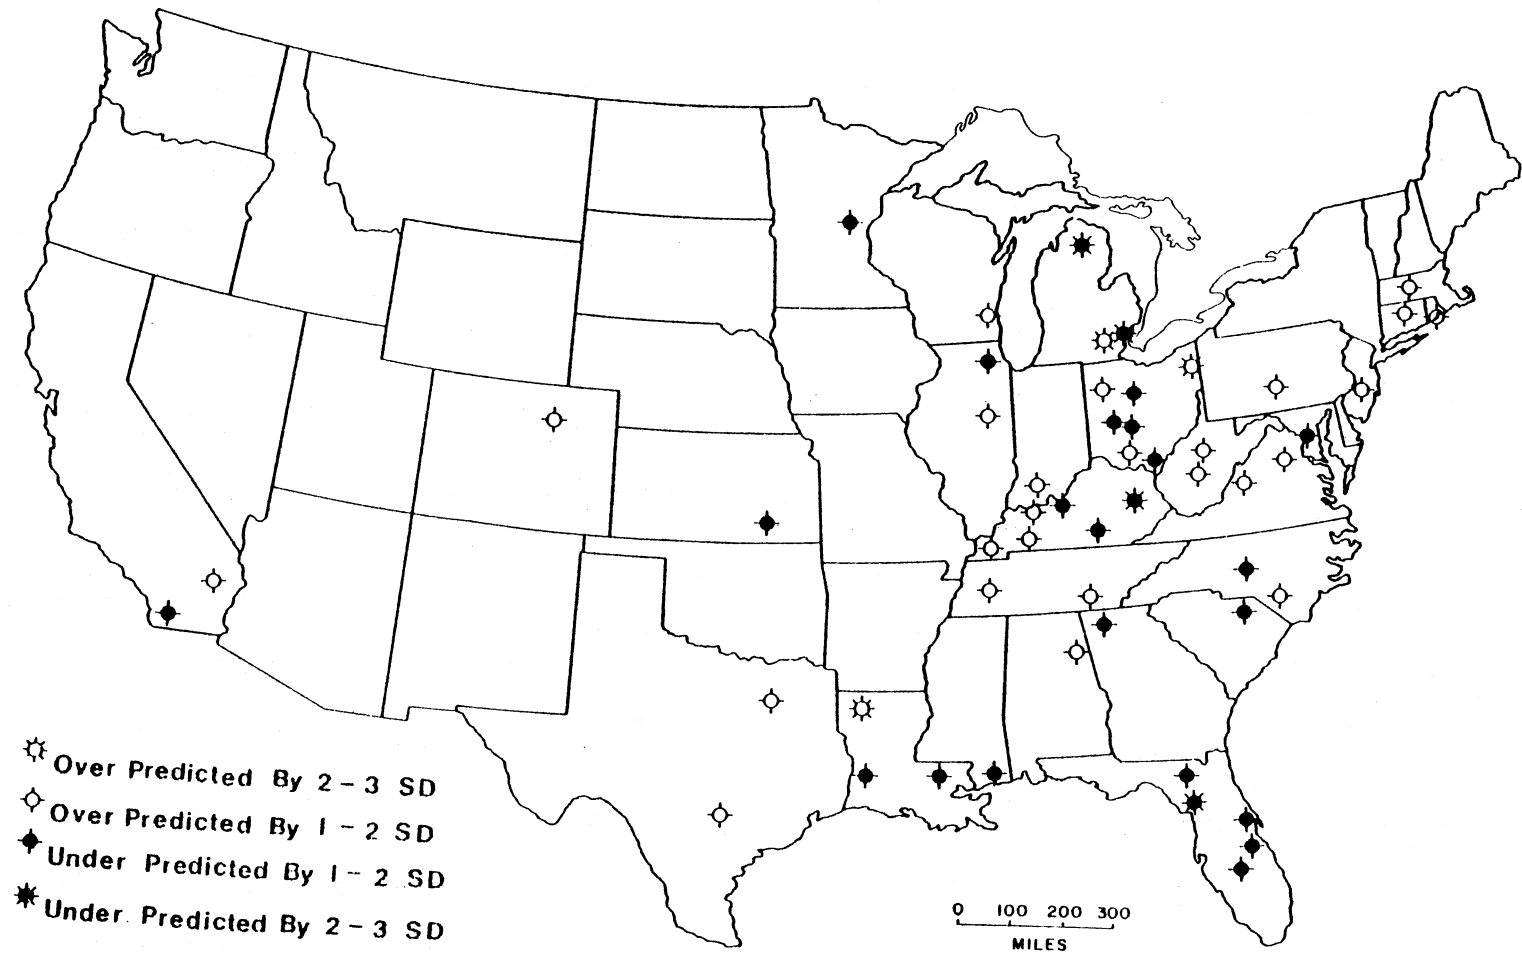 Over Predicted By 2 - 3 SD
Over Predicted By 1 - 2 SD
Under Predicted By 1 - 2 SD
Under Predicted By 2 - 3 SD
0 100 200 300
MILES